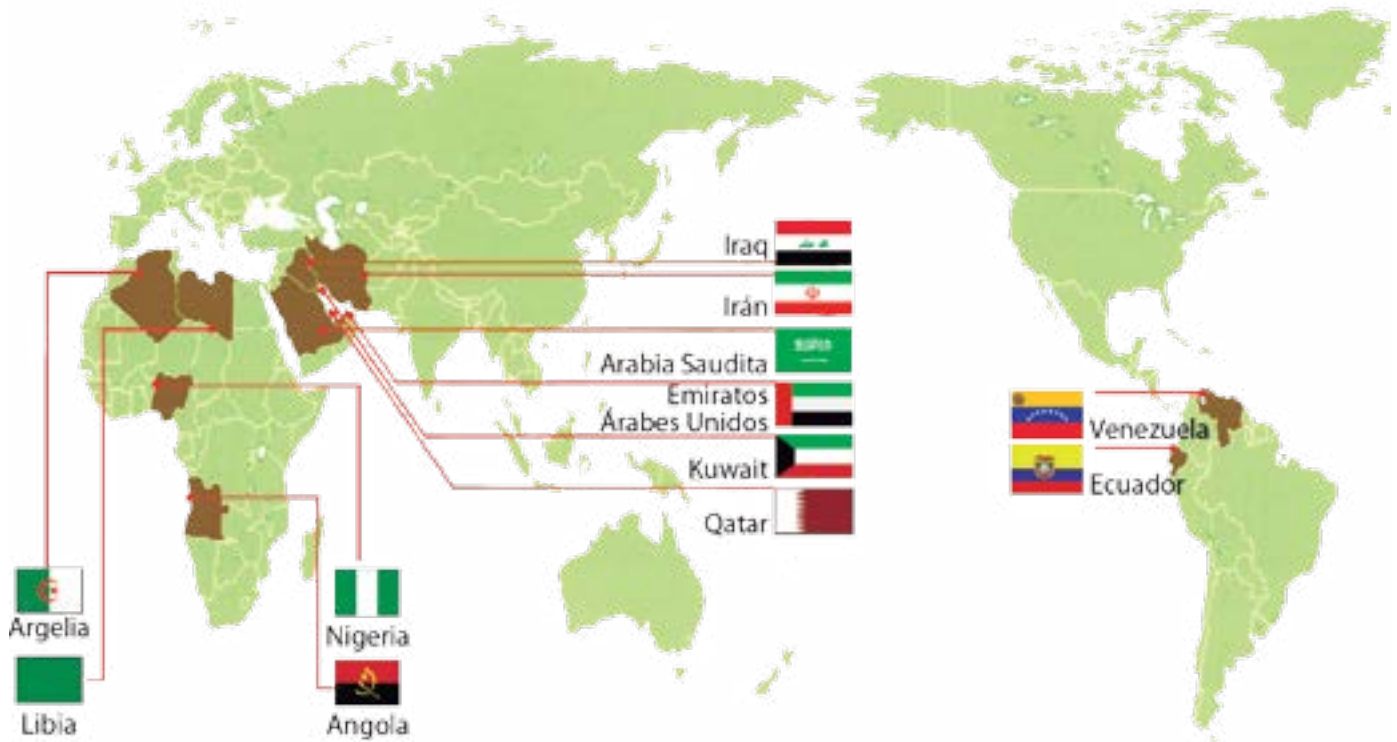 Iraq
Irán
Arabia Saudita
Emiratos
Árabes Unidos
Kuwait
Qatar
Venezuela
Ecuador
Argelia
Nigeria
Libia
Angola